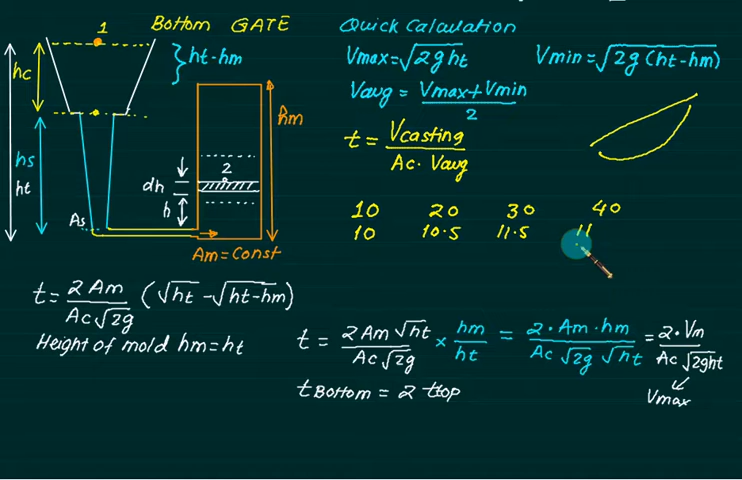 1 Bottom GATE
} ht-hm
hc
hs
ht
As
dh
h
2
hm
Am = Const
Quick Calculation
Vmax = √2ght
Vmin = √2g(ht-hm)
Vavg = Vmax+Vmin / 2
t = Vcasting / Ac. Vavg
10 20 30 40
10 10.5 11.5 11
t = 2Am / Ac√2g (√ht - √ht-hm)
Height of mold hm = ht
t = 2Am√ht / Ac√2g × hm / ht = 2·Am·hm / Ac √2g √ht = 2·Vm / Ac √2ght
Vmax
t Bottom = 2 ttop